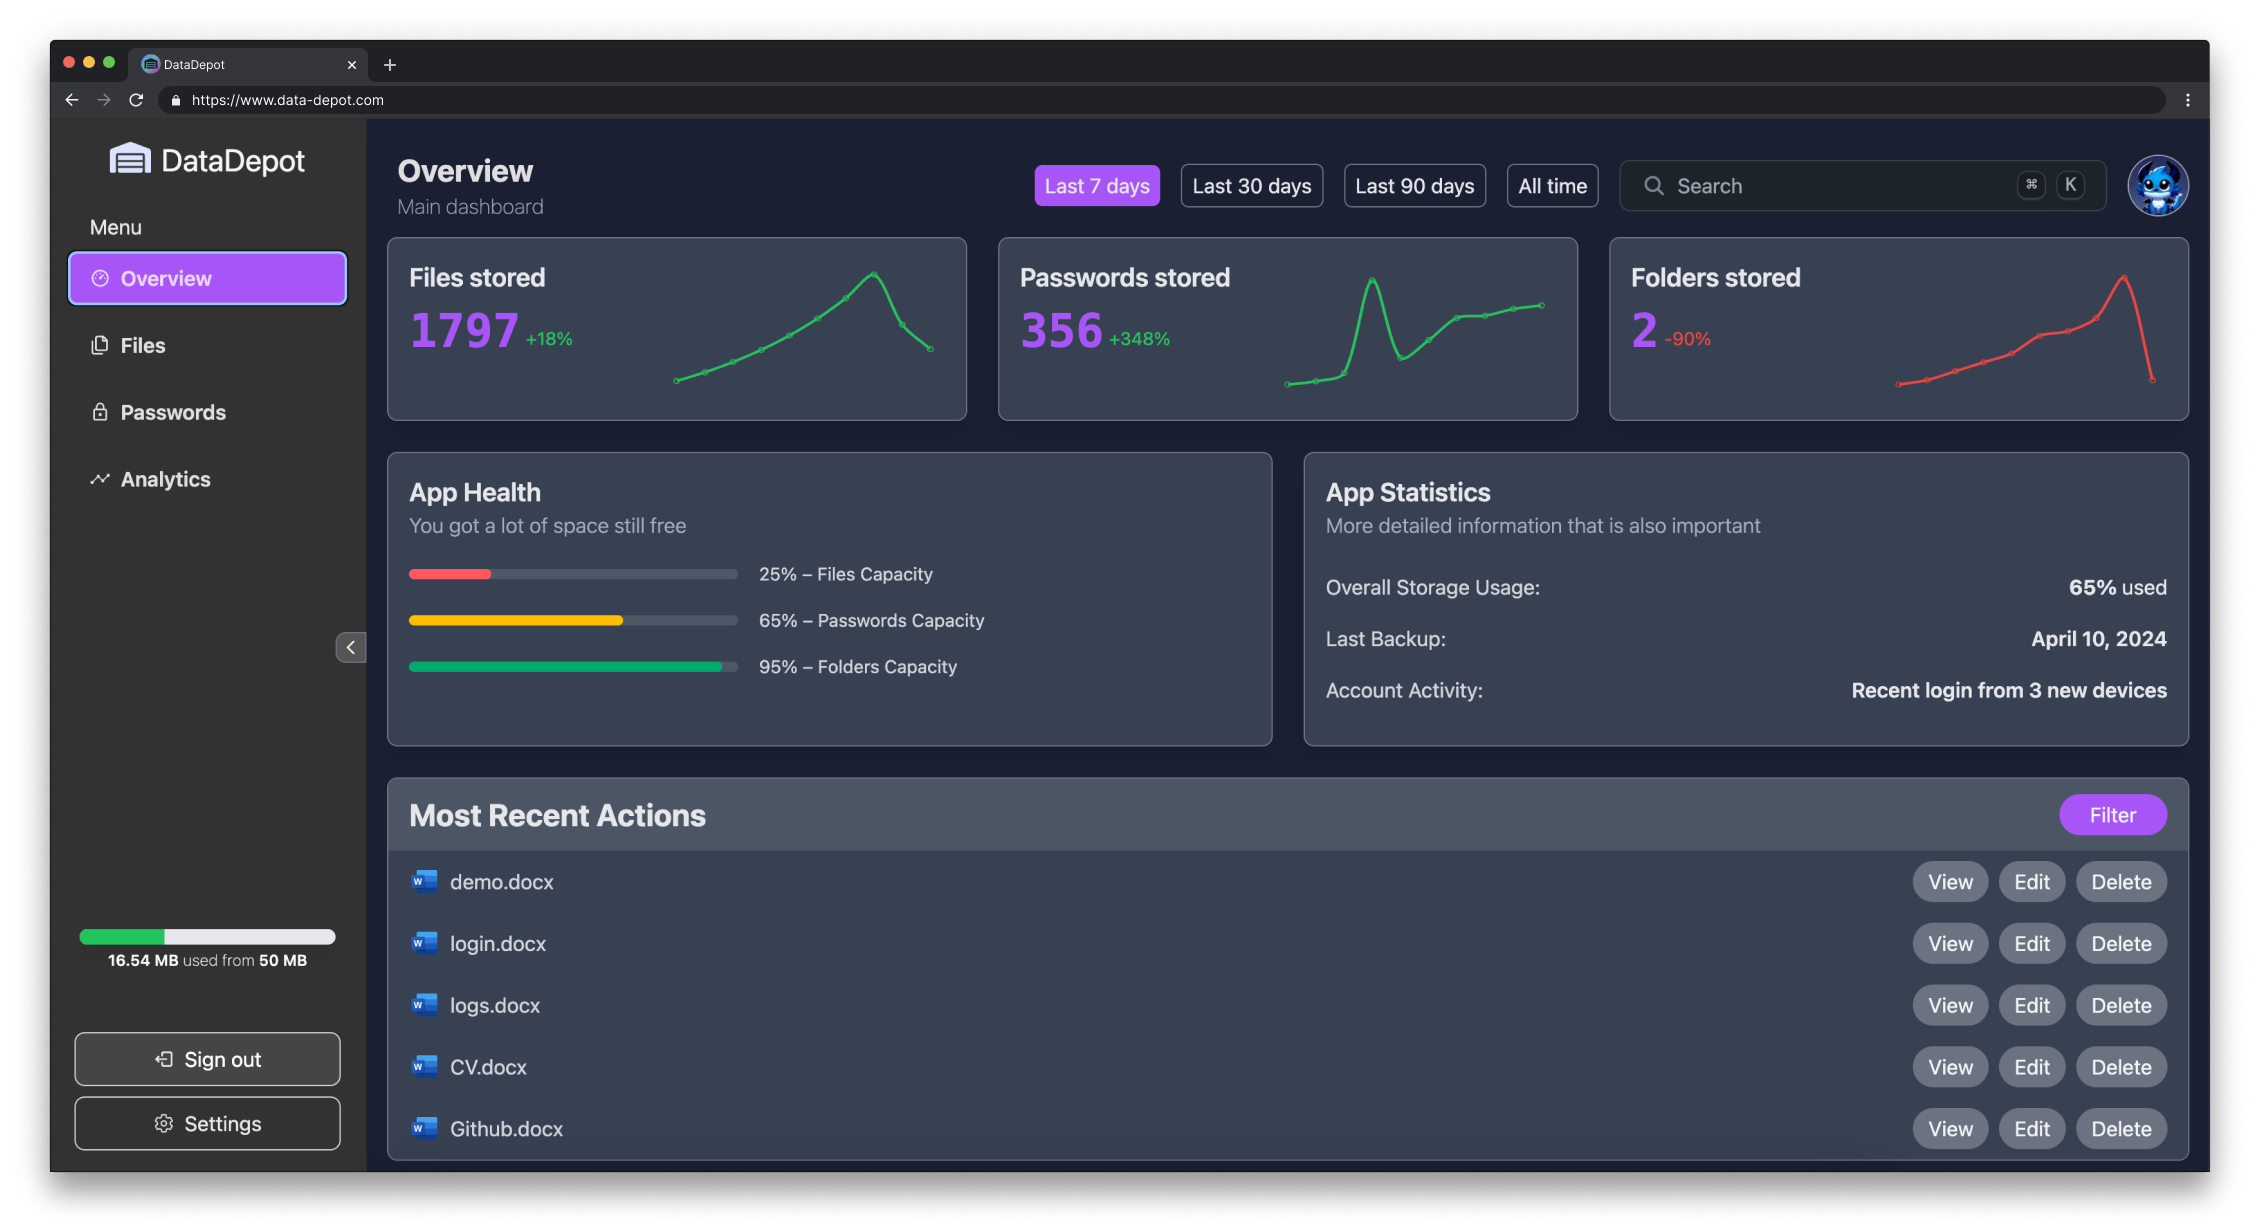 DataDepot
https://www.data-depot.com
DataDepot
Menu
Overview
Files
Passwords
Analytics
16.54 MB used from 50 MB
Sign out
Settings
Overview
Main dashboard
Last 7 days
Last 30 days
Last 90 days
All time
Search
⌘ K
Files stored
1797 +18%
Passwords stored
356 +348%
Folders stored
2 -90%
App Health
You got a lot of space still free
25% – Files Capacity
65% – Passwords Capacity
95% – Folders Capacity
App Statistics
More detailed information that is also important
Overall Storage Usage: 65% used
Last Backup: April 10, 2024
Account Activity: Recent login from 3 new devices
Most Recent Actions
Filter
W demo.docx View Edit Delete
W login.docx View Edit Delete
W logs.docx View Edit Delete
W CV.docx View Edit Delete
W Github.docx View Edit Delete